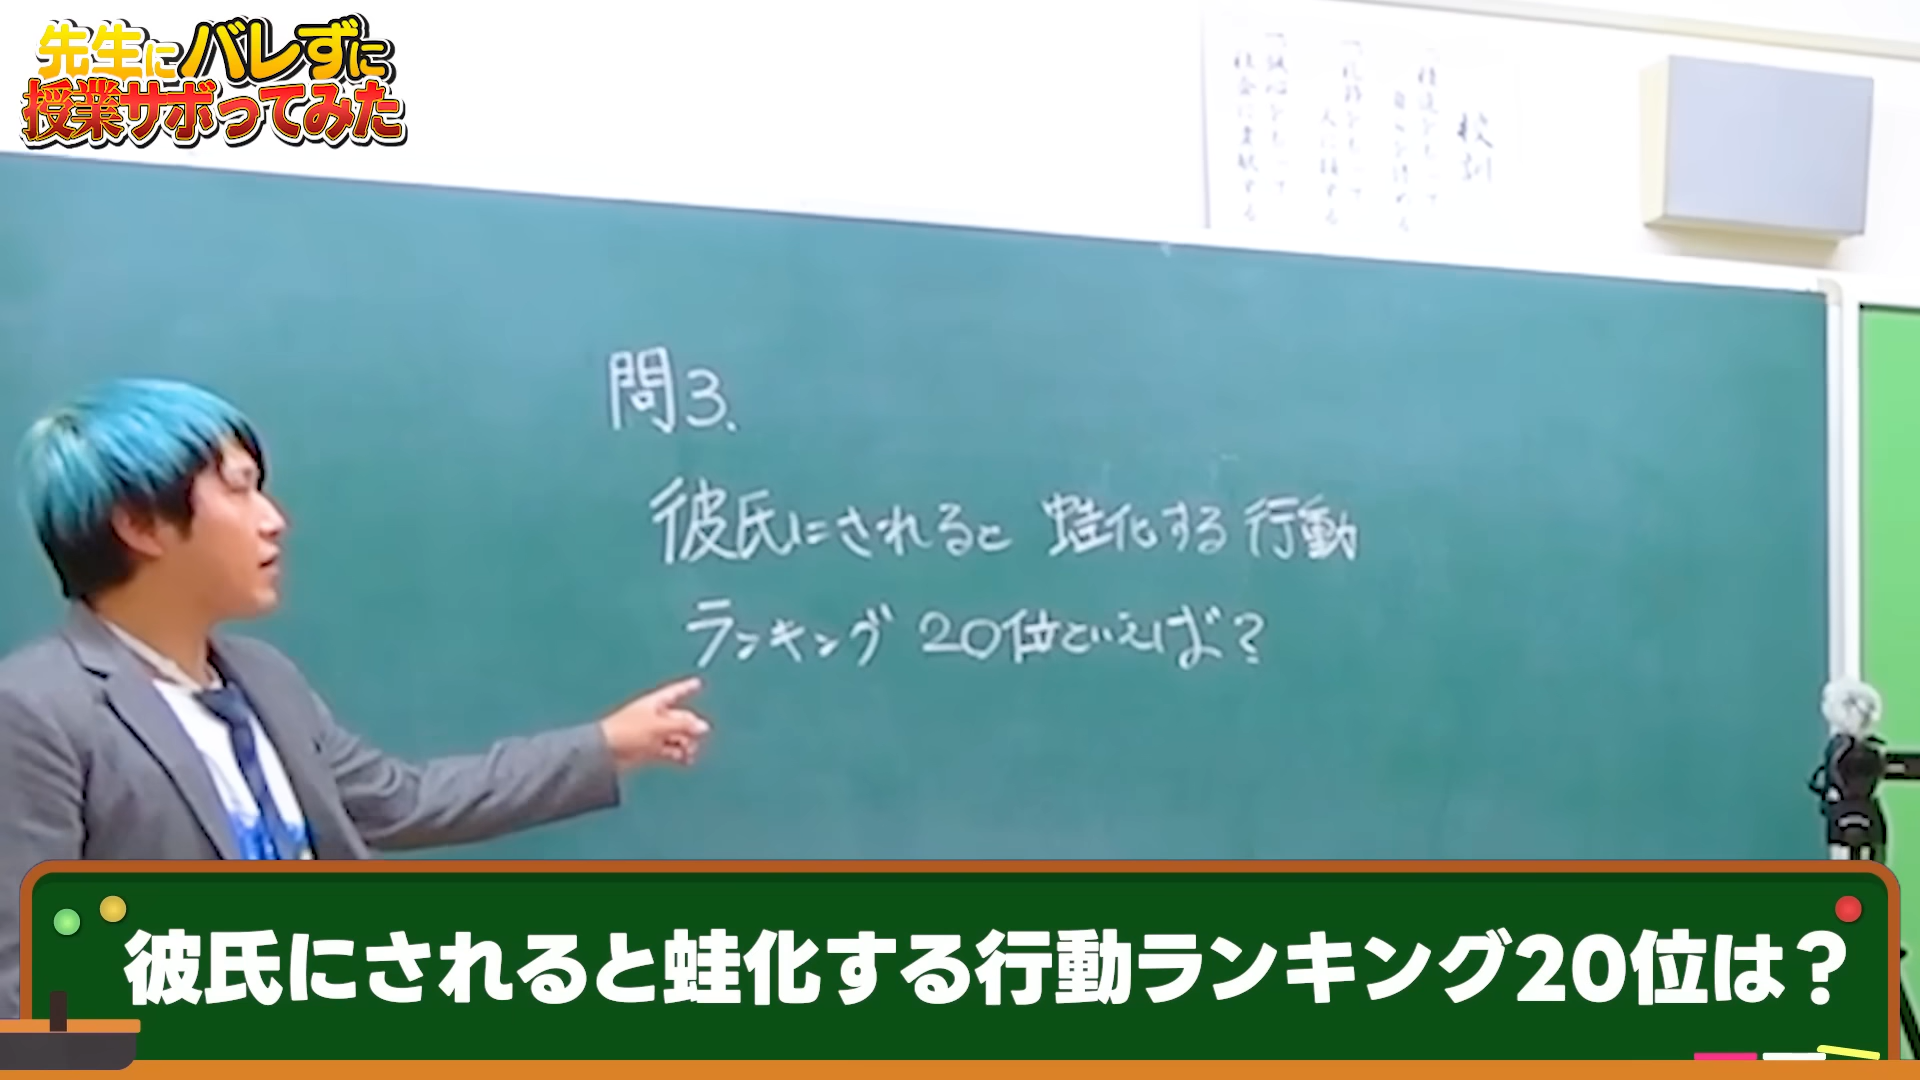 先生にバレずに
授業サボってみた
校訓
問3.
彼氏にされると 蛙化する 行動
ランキング 20位といえば?
彼氏にされると蛙化する行動ランキング20位は?